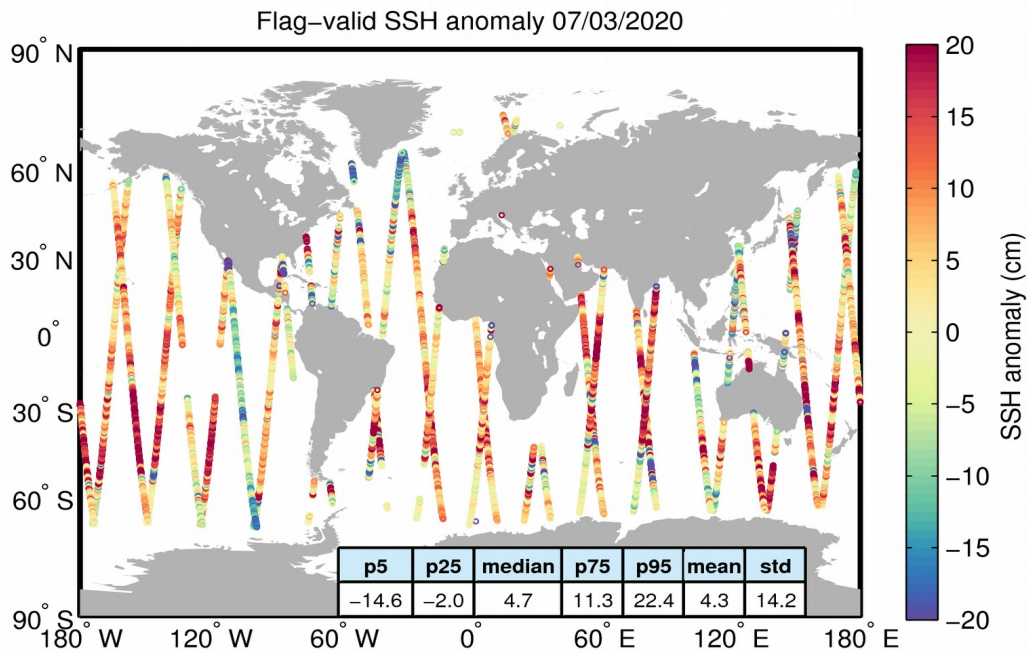 Flag−valid SSH anomaly 07/03/2020
90° N
60° N
30° N
0°
30° S
60° S
90° S
180° W
120° W
60° W
0°
60° E
120° E
180° E
p5 p25 median p75 p95 mean std
−14.6 −2.0 4.7 11.3 22.4 4.3 14.2
20
15
10
5
0
−5
−10
−15
−20
SSH anomaly (cm)